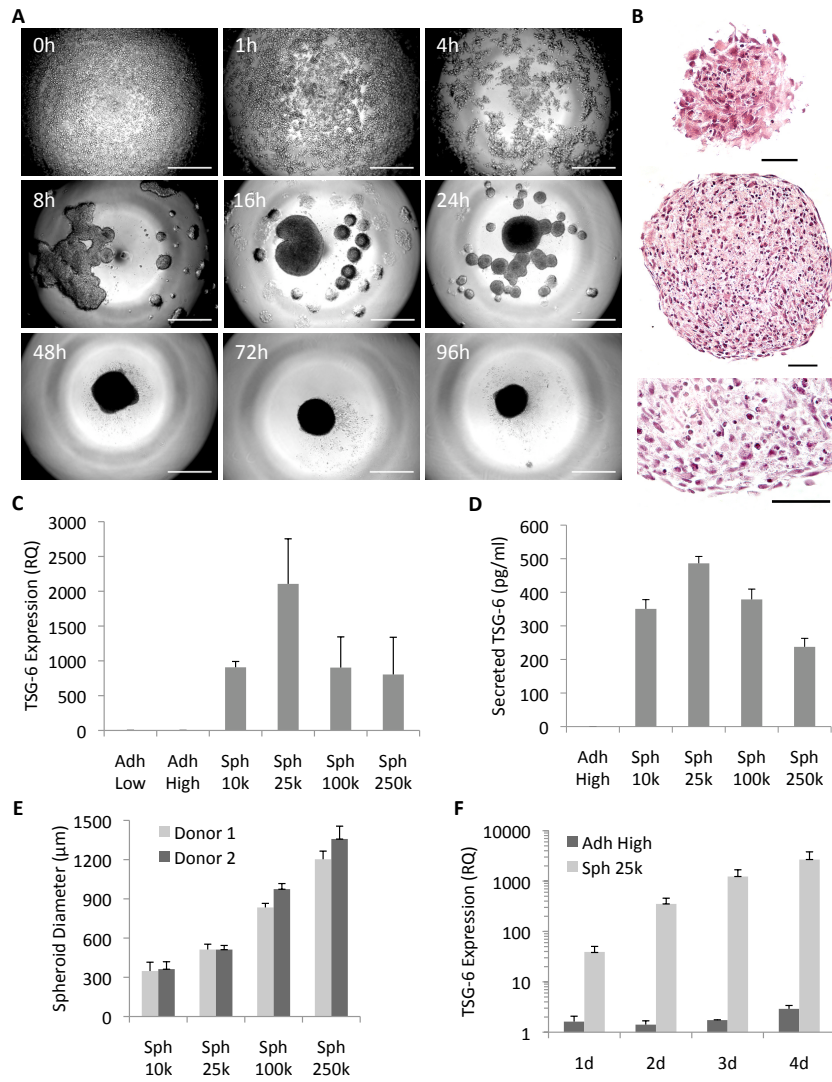 A
B
0h 1h 4h
8h 16h 24h
48h 72h 96h
C
TSG-6 Expression (RQ)
3000
2500
2000
1500
1000
500
0
Adh Low
Adh High
Sph 10k
Sph 25k
Sph 100k
Sph 250k
D
Secreted TSG-6 (pg/ml)
600
500
400
300
200
100
0
Adh High
Sph 10k
Sph 25k
Sph 100k
Sph 250k
E
Spheroid Diameter (μm)
1500
1200
900
600
300
0
Donor 1
Donor 2
Sph 10k
Sph 25k
Sph 100k
Sph 250k
F
TSG-6 Expression (RQ)
10000
1000
100
10
1
Adh High
Sph 25k
1d 2d 3d 4d